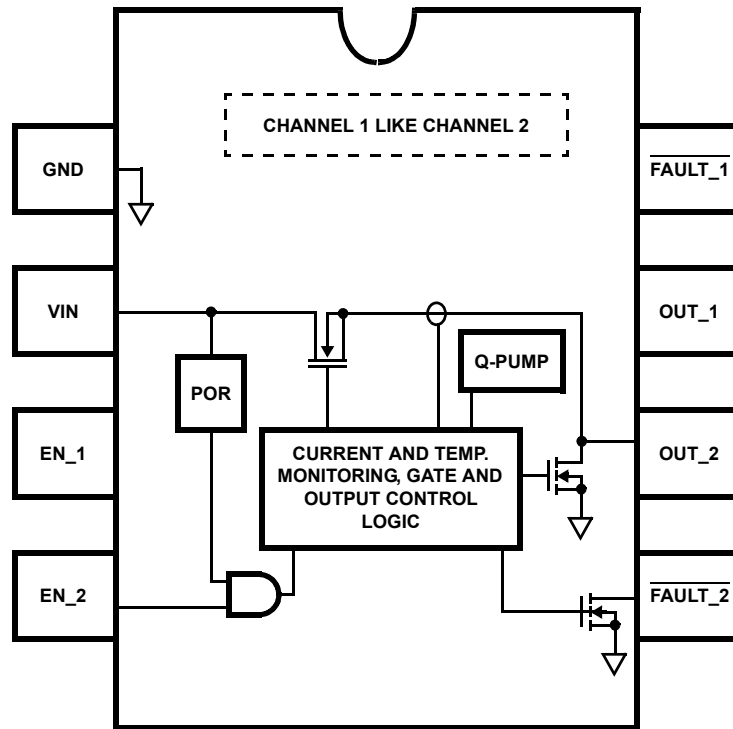 CHANNEL 1 LIKE CHANNEL 2
GND
FAULT_1
VIN
OUT_1
Q-PUMP
POR
EN_1
CURRENT AND TEMP.
MONITORING, GATE AND
OUTPUT CONTROL
LOGIC
OUT_2
EN_2
FAULT_2